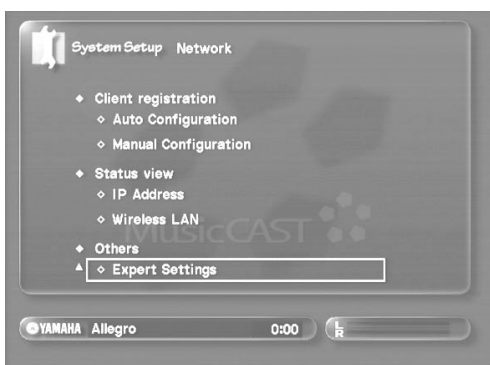 System Setup Network
Client registration
Auto Configuration
Manual Configuration
Status view
IP Address
Wireless LAN
MusicCAST
Others
Expert Settings
YAMAHA Allegro 0:00 L
R